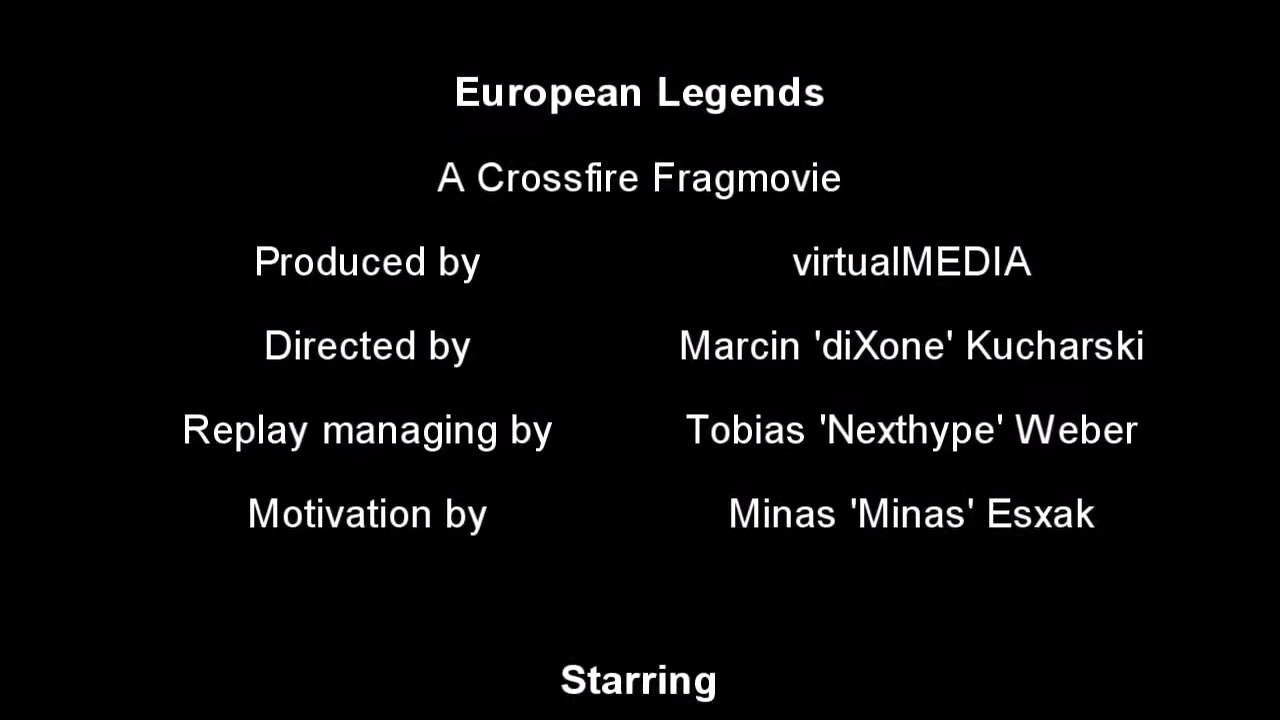 European Legends
A Crossfire Fragmovie
Produced by virtualMEDIA
Directed by Marcin 'diXone' Kucharski
Replay managing by Tobias 'Nexthype' Weber
Motivation by Minas 'Minas' Esxak
Starring